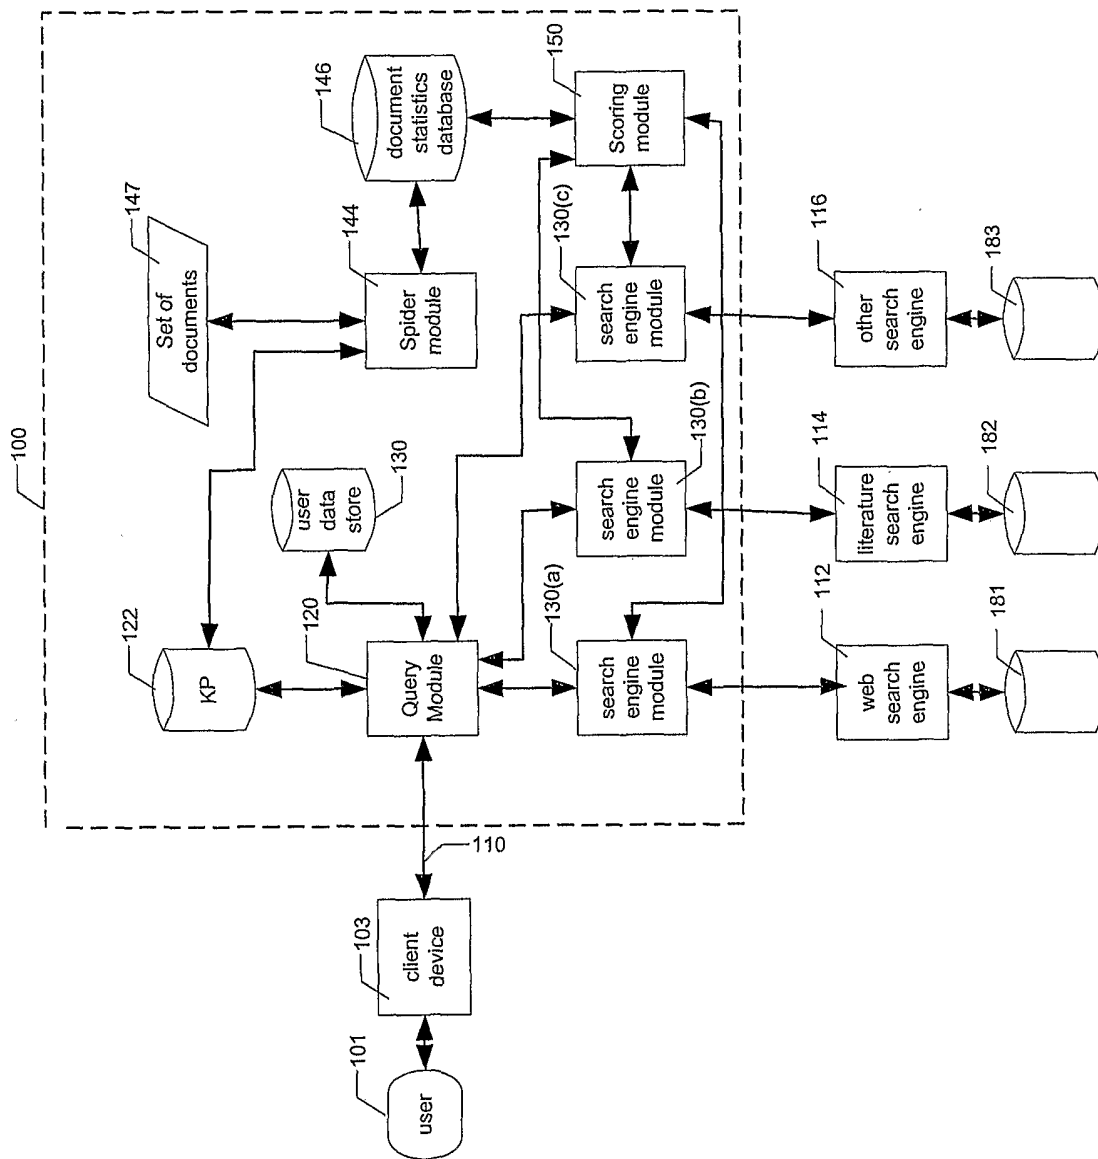 100
122
KP
147
Set of
documents
130
user
data
store
146
document
statistics
database
144
Spider
module
101
user
103
client
device
110
120
Query
Module
130(a)
search
engine
module
130(b)
search
engine
module
130(c)
search
engine
module
150
Scoring
module
112
web
search
engine
114
literature
search
engine
116
other
search
engine
181
182
183